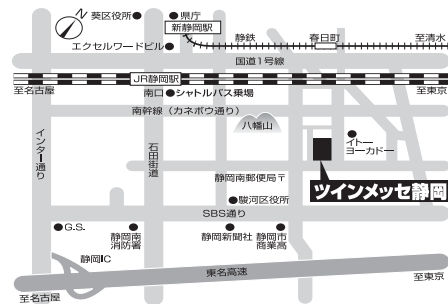 N
葵区役所
県庁
新静岡駅
エクセルワードビル
静鉄
春日町
至清水
国道1号線
JR静岡駅
至名古屋
至東京
南口
シャトルバス乗場
南幹線（カネボウ通り）
八幡山
イトー
ヨーカドー
インター通り
石田街道
静岡南郵便局〒
ツインメッセ静岡
駿河区役所
SBS通り
G.S.
静岡南
消防署
静岡新聞社
静岡市
商業高
静岡IC
東名高速
至名古屋
至東京